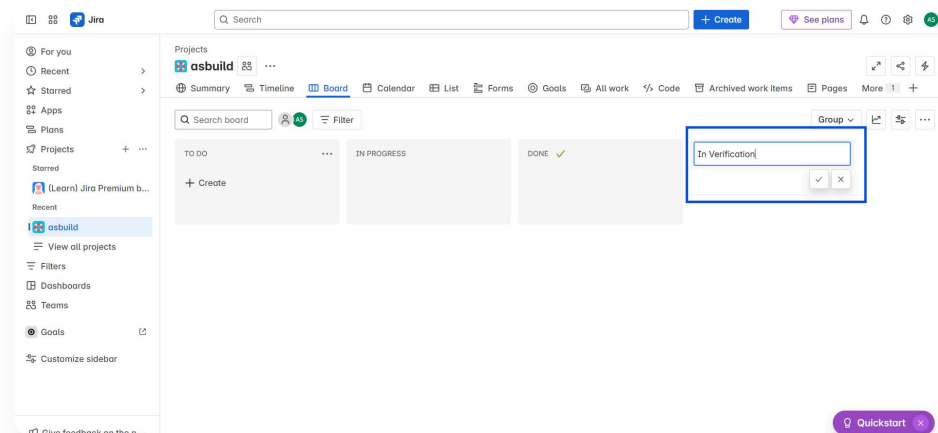 Jira
Search
+ Create
See plans
AS
For you
Recent
Starred
Apps
Plans
Projects
Starred
(Learn) Jira Premium b...
Recent
asbuild
View all projects
Filters
Dashboards
Teams
Goals
Customize sidebar
Projects
asbuild
Summary
Timeline
Board
Calendar
List
Forms
Goals
All work
Code
Archived work items
Pages
More 1
Search board
AS
Filter
Group
TO DO
+ Create
IN PROGRESS
DONE
In Verification
Quickstart